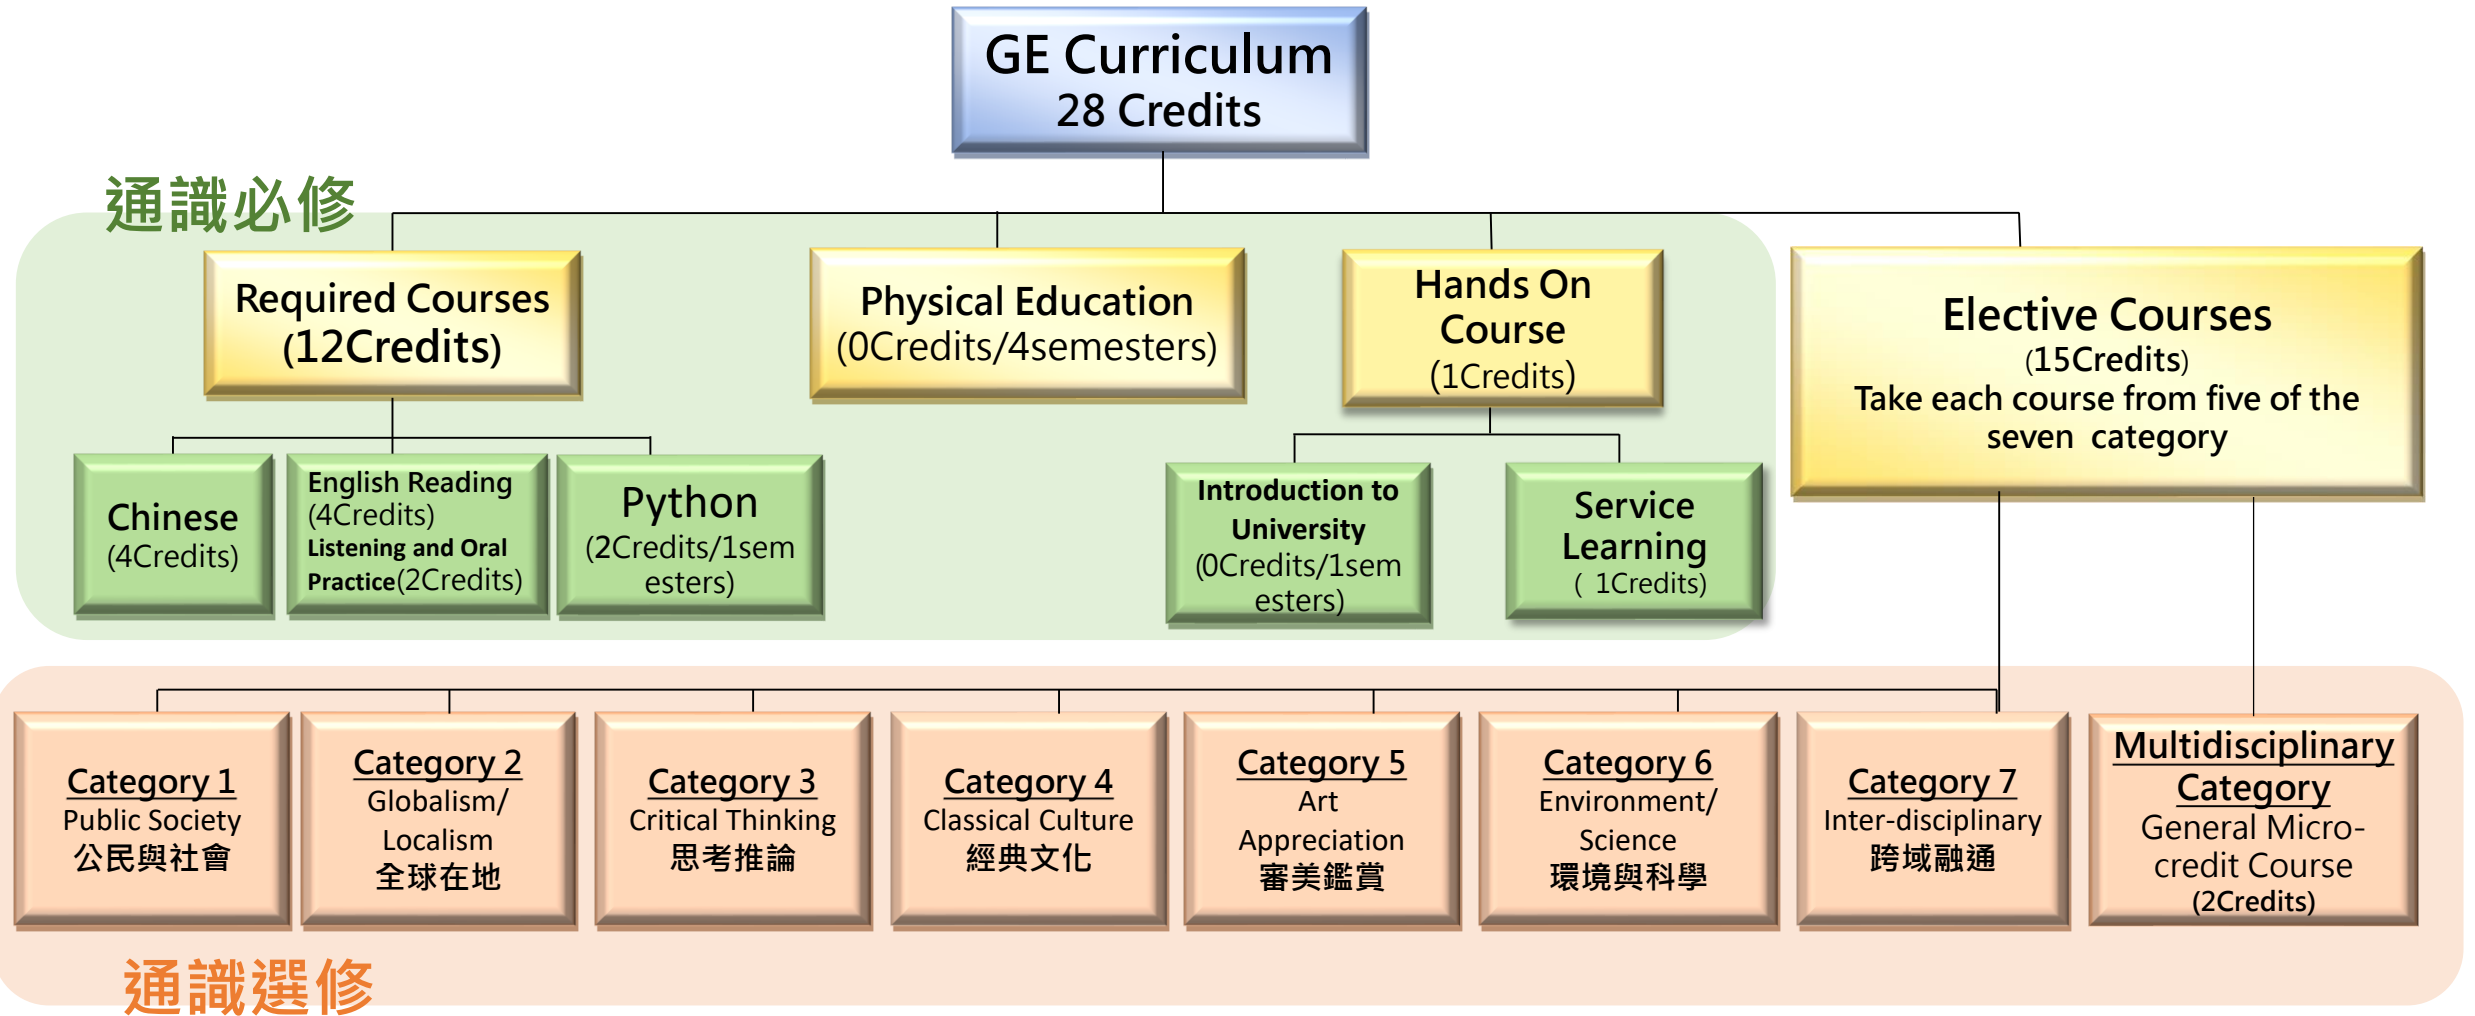 GE Curriculum
28 Credits
通識必修
Required Courses
(12Credits)
Physical Education
(0Credits/4semesters)
Hands On
Course
(1Credits)
Elective Courses
(15Credits)
Take each course from five of the
seven  category
Chinese
(4Credits)
English Reading
(4Credits)
Listening and Oral
Practice(2Credits)
Python
(2Credits/1sem
esters)
Introduction to
University
(0Credits/1sem
esters)
Service
Learning
(  1Credits)
Category 1
Public Society
公民與社會
Category 2
Globalism/
Localism
全球在地
Category 3
Critical Thinking
思考推論
Category 4
Classical Culture
經典文化
Category 5
Art
Appreciation
審美鑑賞
Category 6
Environment/
Science
環境與科學
Category 7
Inter-disciplinary
跨域融通
Multidisciplinary
Category
General Micro-
credit Course
(2Credits)
通識選修